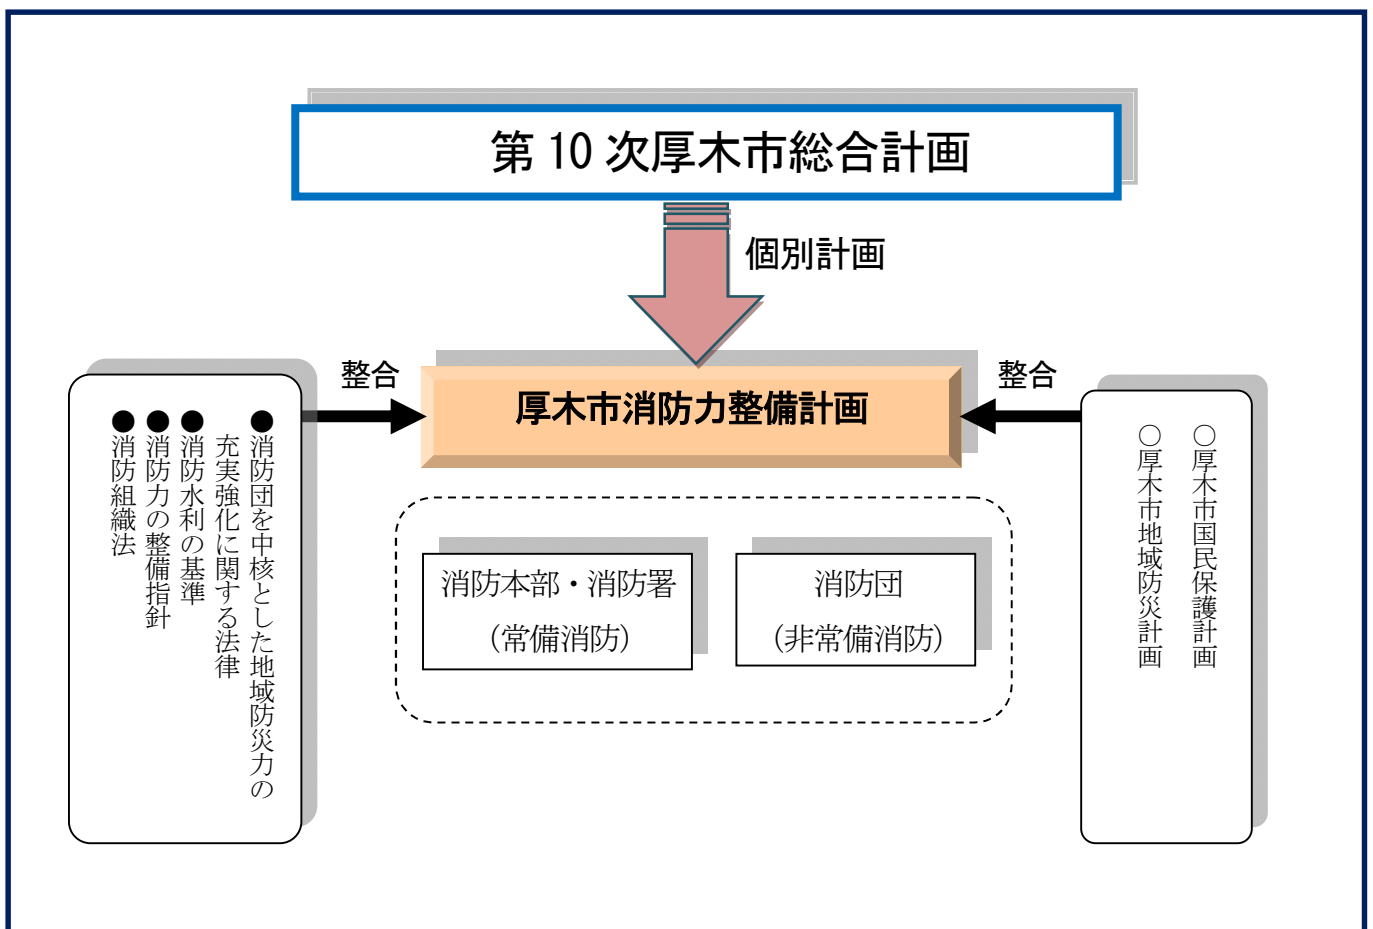 第10次厚木市総合計画
個別計画
整合
厚木市消防力整備計画
整合
●消防団を中核とした地域防災力の
充実強化に関する法律
●消防水利の基準
●消防力の整備指針
●消防組織法
消防本部・消防署
（常備消防）
消防団
（非常備消防）
○厚木市国民保護計画
○厚木市地域防災計画